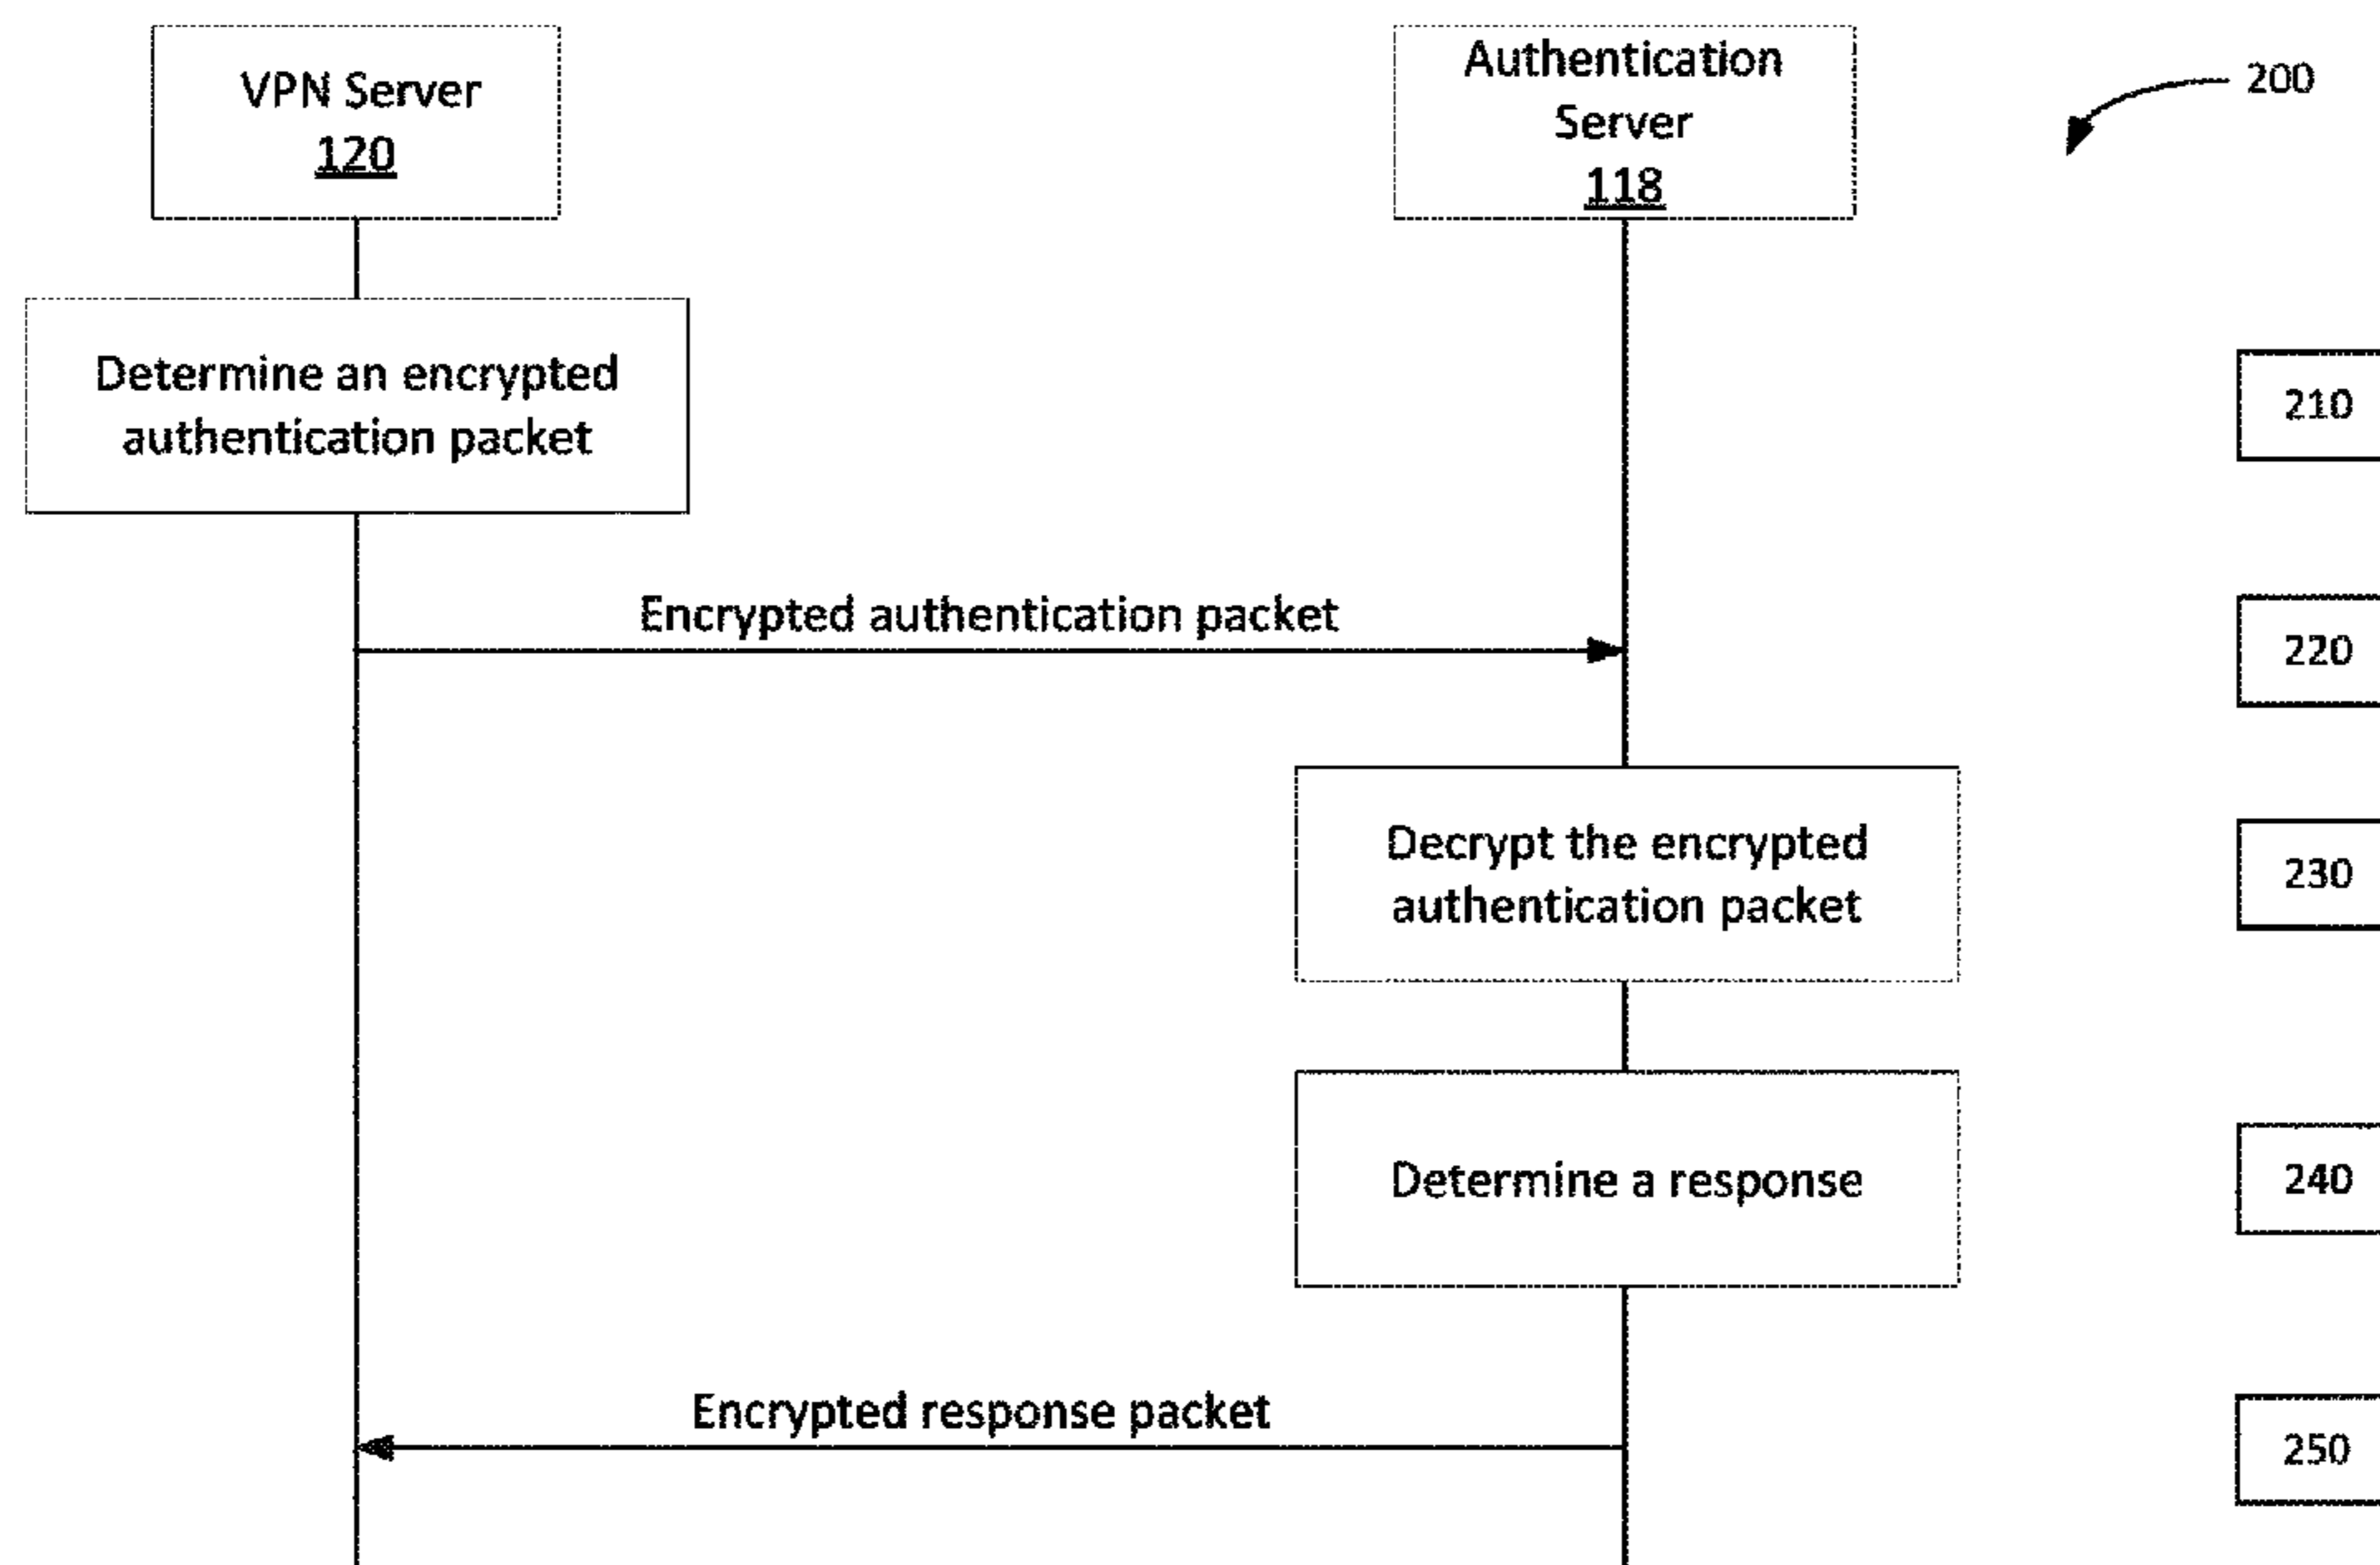 VPN Server
120
Authentication
Server
118
200
Determine an encrypted
authentication packet
210
Encrypted authentication packet
220
Decrypt the encrypted
authentication packet
230
Determine a response
240
Encrypted response packet
250